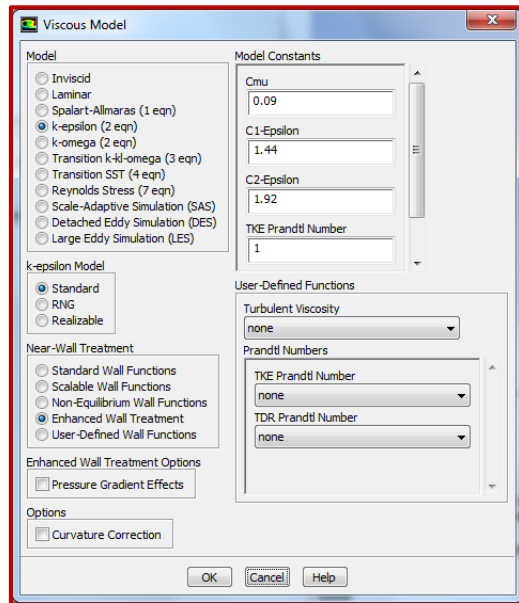 Viscous Model
Model
Inviscid
Laminar
Spalart-Allmaras (1 eqn)
k-epsilon (2 eqn)
k-omega (2 eqn)
Transition k-kl-omega (3 eqn)
Transition SST (4 eqn)
Reynolds Stress (7 eqn)
Scale-Adaptive Simulation (SAS)
Detached Eddy Simulation (DES)
Large Eddy Simulation (LES)
k-epsilon Model
Standard
RNG
Realizable
Near-Wall Treatment
Standard Wall Functions
Scalable Wall Functions
Non-Equilibrium Wall Functions
Enhanced Wall Treatment
User-Defined Wall Functions
Enhanced Wall Treatment Options
Pressure Gradient Effects
Options
Curvature Correction
Model Constants
Cmu
0.09
C1-Epsilon
1.44
C2-Epsilon
1.92
TKE Prandtl Number
1
User-Defined Functions
Turbulent Viscosity
none
Prandtl Numbers
TKE Prandtl Number
none
TDR Prandtl Number
none
OK Cancel Help